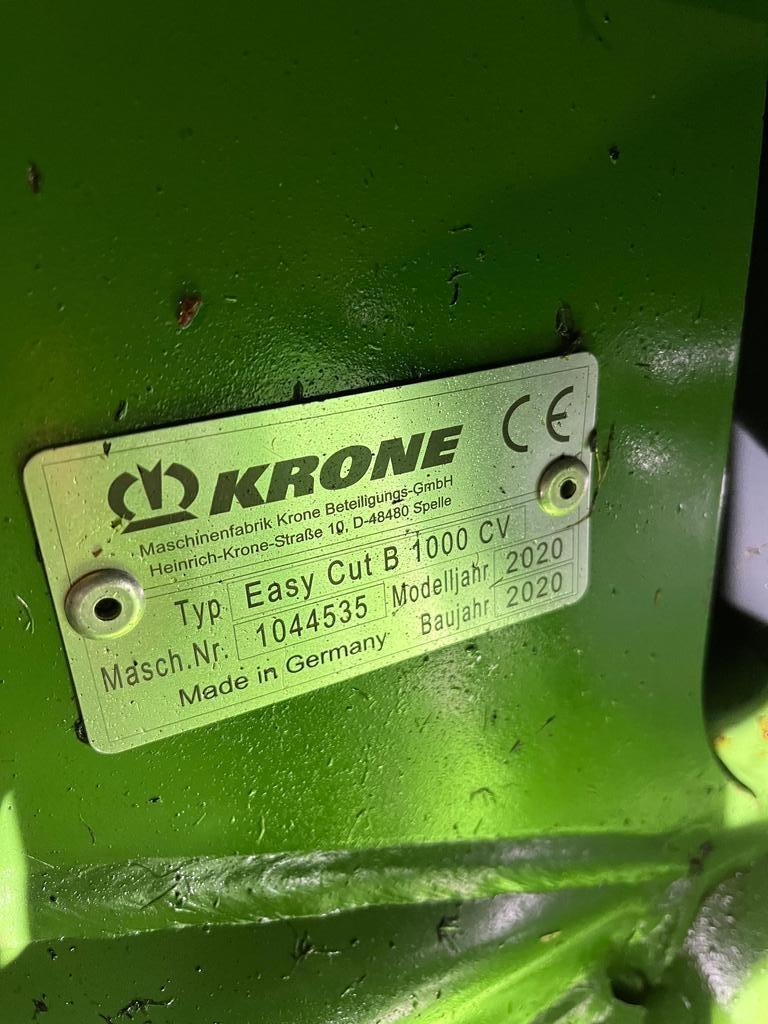 KRONE CE
Maschinenfabrik Krone Beteiligungs-GmbH
Heinrich-Krone-Straße 10, D-48480 Spelle
Typ Easy Cut B 1000 CV
Masch.Nr. 1044535 Modelljahr 2020
Made in Germany Baujahr 2020